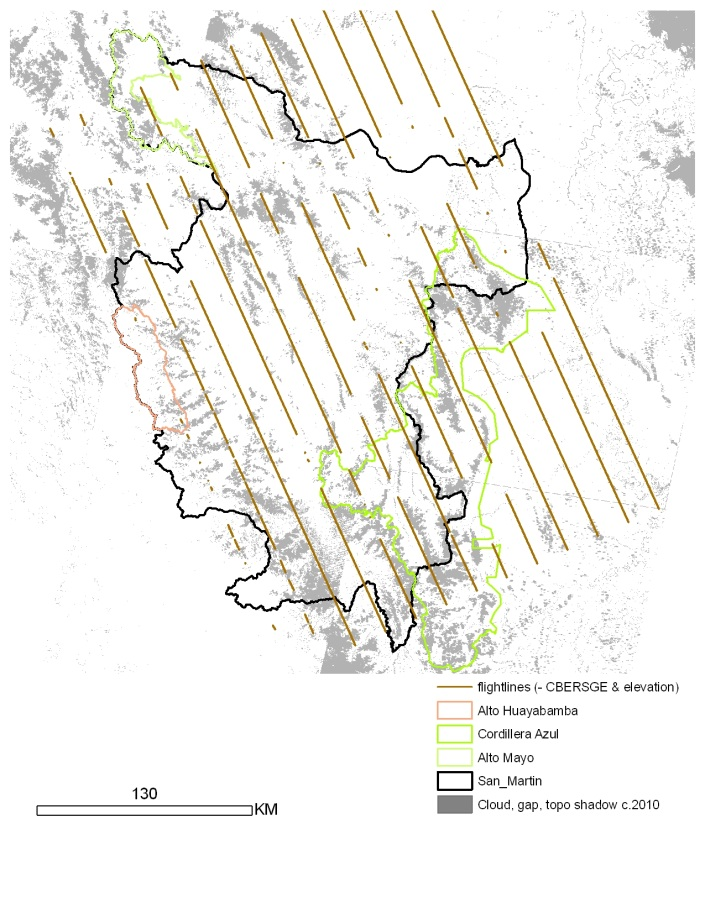 flightlines (- CBERSGE & elevation)
Alto Huayabamba
Cordillera Azul
Alto Mayo
San_Martin
Cloud, gap, topo shadow c.2010
130
KM